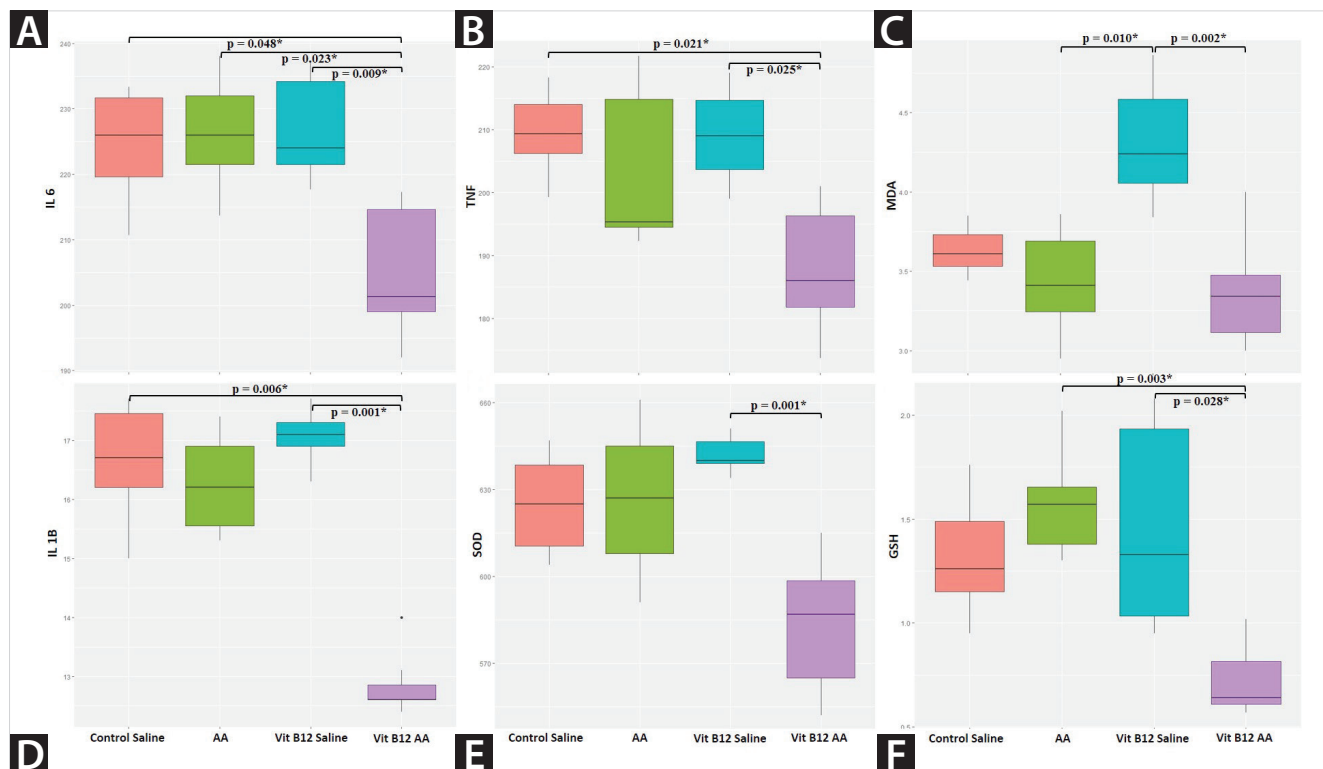 A
p = 0.048*
p = 0.023*
p = 0.009*
240
230
220
210
200
190
IL 6
B
p = 0.021*
p = 0.025*
220
210
200
190
180
TNF
C
p = 0.010*
p = 0.002*
4.5
4.0
3.5
3.0
MDA
p = 0.006*
p = 0.001*
17
16
15
14
13
IL 1B
D
Control Saline
AA
Vit B12 Saline
Vit B12 AA
p = 0.001*
660
630
600
570
SOD
E
Control Saline
AA
Vit B12 Saline
Vit B12 AA
p = 0.003*
p = 0.028*
2.0
1.5
1.0
0.5
GSH
F
Control Saline
AA
Vit B12 Saline
Vit B12 AA